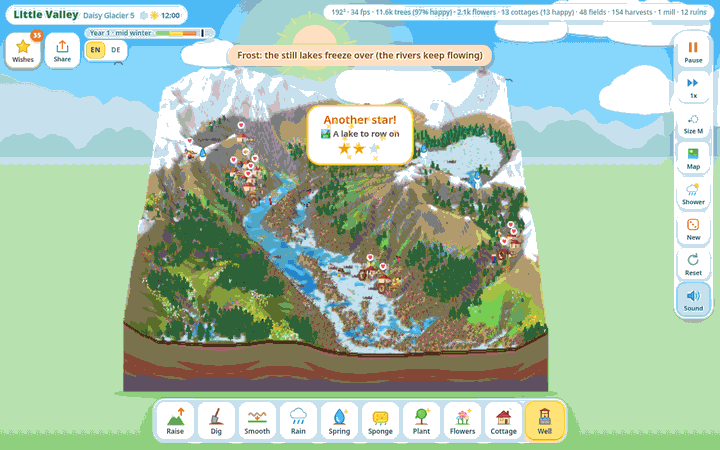 Little Valley Daisy Glacier 5 12:00
192² · 34 fps · 11.6k trees (97% happy) · 2.1k flowers · 13 cottages (13 happy) · 48 fields · 154 harvests · 1 mill · 12 ruins
Year 1 · mid winter
35
Wishes
Share
EN DE
Frost: the still lakes freeze over (the rivers keep flowing)
Another star!
A lake to row on
Pause
1x
Size M
Map
Shower
New
Reset
Sound
Raise
Dig
Smooth
Rain
Spring
Sponge
Plant
Flowers
Cottage
Well